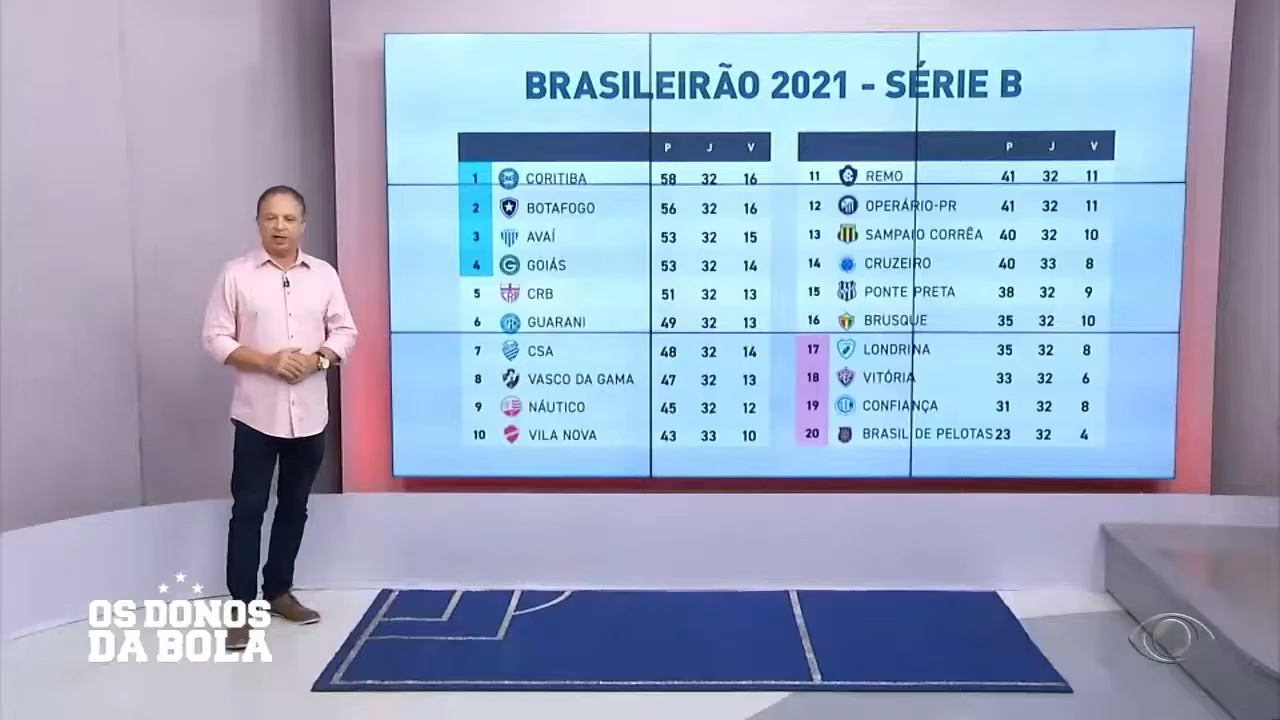 BRASILEIRÃO 2021 - SÉRIE B
P J V
1 CORITIBA 58 32 16
2 BOTAFOGO 56 32 16
3 AVAÍ 53 32 15
4 GOIÁS 53 32 14
5 CRB 51 32 13
6 GUARANI 49 32 13
7 CSA 48 32 14
8 VASCO DA GAMA 47 32 13
9 NÁUTICO 45 32 12
10 VILA NOVA 43 33 10
P J V
11 REMO 41 32 11
12 OPERÁRIO-PR 41 32 11
13 SAMPAIO CORRÊA 40 32 10
14 CRUZEIRO 40 33 8
15 PONTE PRETA 38 32 9
16 BRUSQUE 35 32 10
17 LONDRINA 35 32 8
18 VITÓRIA 33 32 6
19 CONFIANÇA 31 32 8
20 BRASIL DE PELOTAS 23 32 4
OS DONOS
DA BOLA